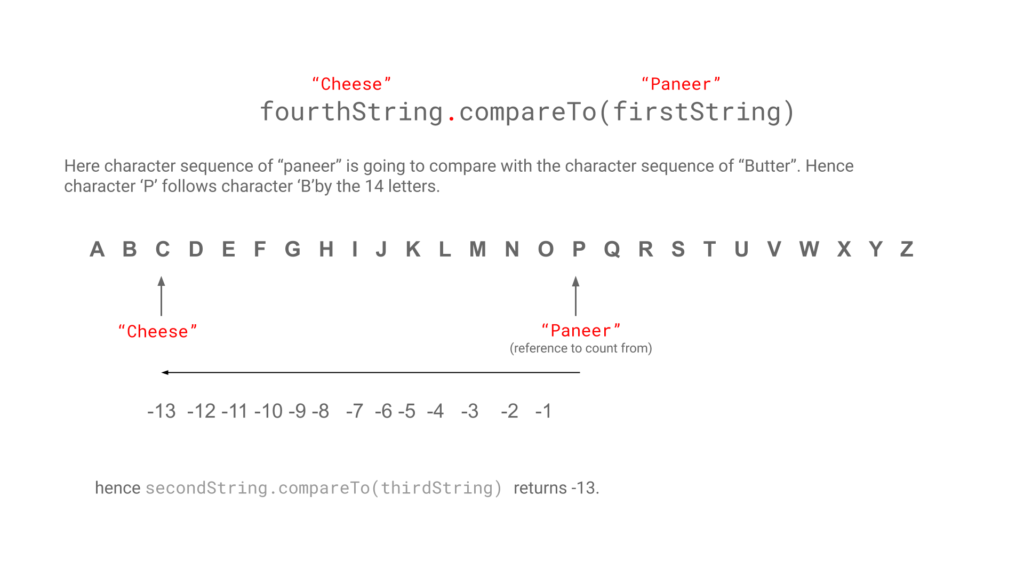 “Cheese” “Paneer”
fourthString.compareTo(firstString)
Here character sequence of “paneer” is going to compare with the character sequence of “Butter”. Hence
character ‘P’ follows character ‘B’by the 14 letters.
A B C D E F G H I J K L M N O P Q R S T U V W X Y Z
“Cheese” “Paneer”
(reference to count from)
-13 -12 -11 -10 -9 -8 -7 -6 -5 -4 -3 -2 -1
hence secondString.compareTo(thirdString) returns -13.